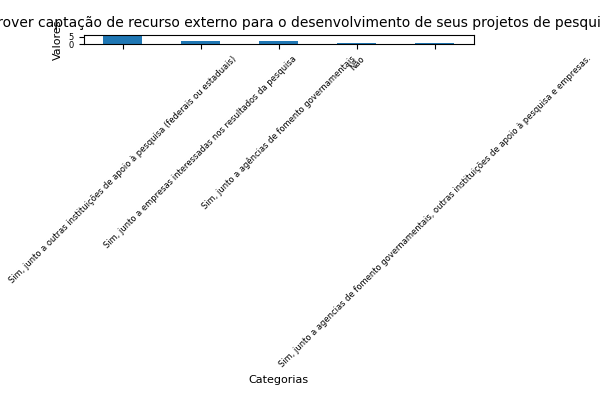 rover captação de recurso externo para o desenvolvimento de seus projetos de pesqui
Valores
5
0
Sim, junto a outras instituições de apoio à pesquisa (federais ou estaduais)
Sim, junto a empresas interessadas nos resultados da pesquisa
Sim, junto a agências de fomento governamentais
Não
Sim, junto a agencias de fomento governamentais, outras instituições de apoio à pesquisa e empresas.
Categorias